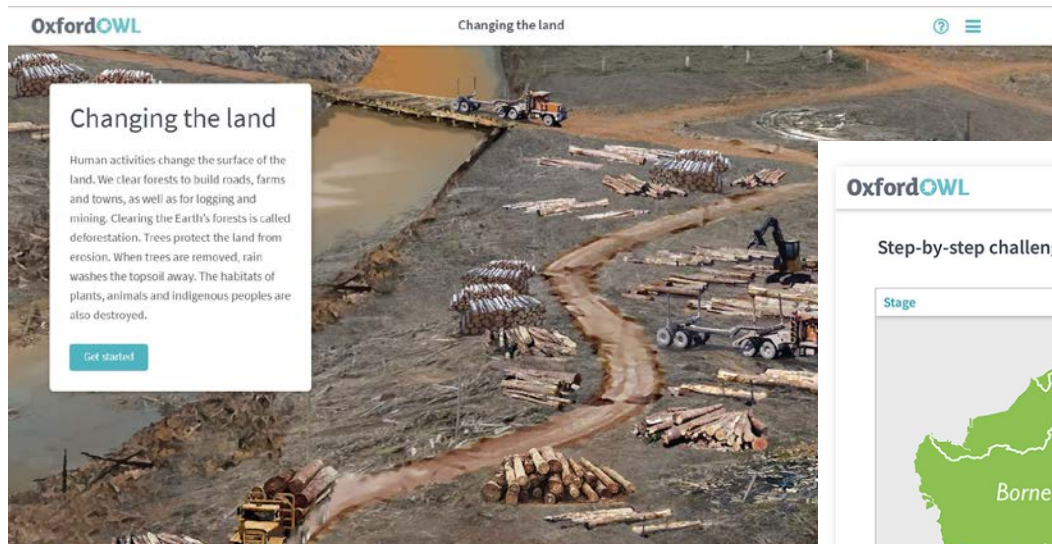 OxfordOWL
Changing the land
Changing the land
Human activities change the surface of the
land. We clear forests to build roads, farms
and towns, as well as for logging and
mining. Clearing the Earth's forests is called
deforestation. Trees protect the land from
erosion. When trees are removed, rain
washes the topsoil away. The habitats of
plants, animals and indigenous peoples are
also destroyed.
Get started
OxfordOWL
Step-by-step challeng
Stage
Borne